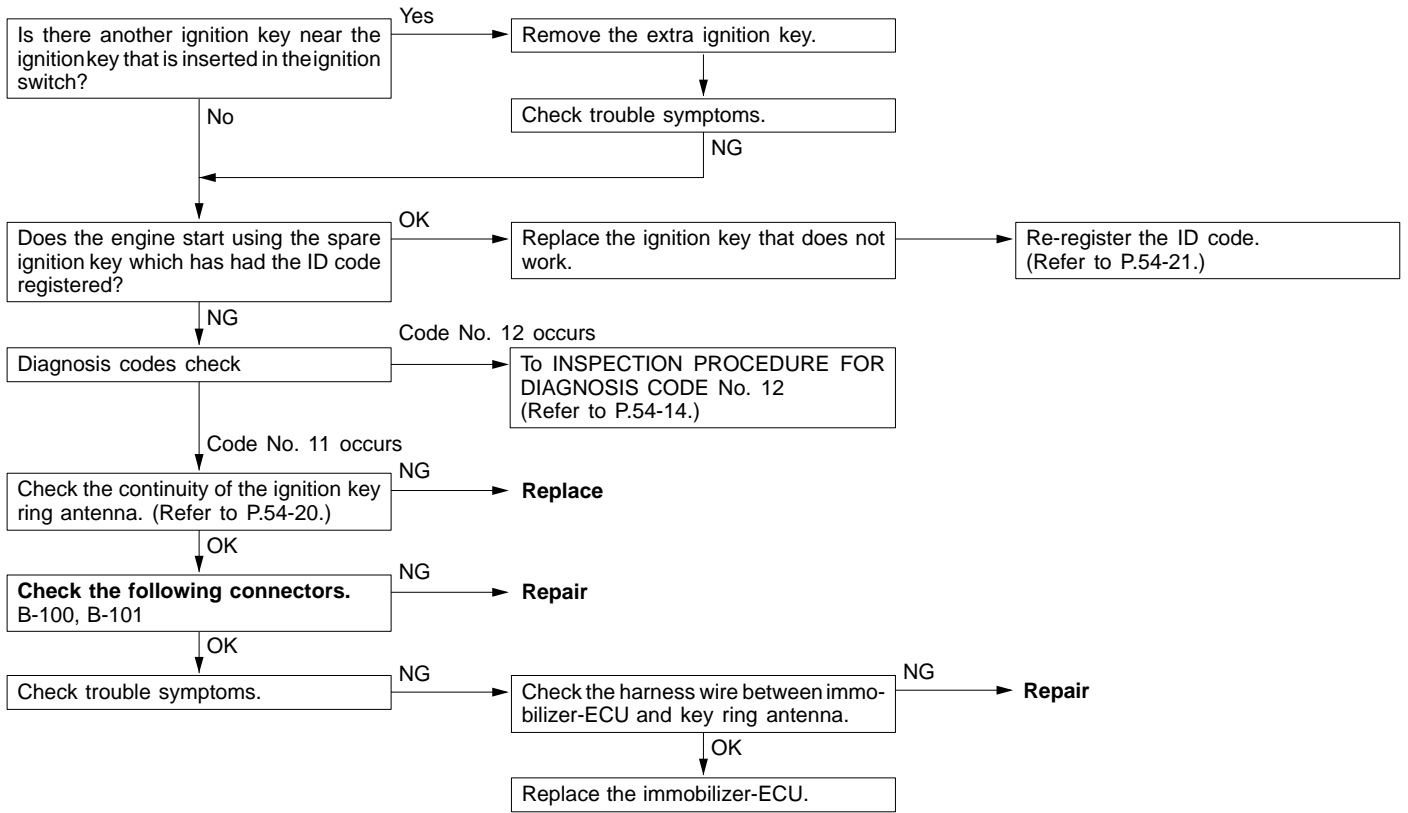 Is there another ignition key near the
ignition key that is inserted in the ignition
switch?
Yes
Remove the extra ignition key.
Check trouble symptoms.
No
NG
Does the engine start using the spare
ignition key which has had the ID code
registered?
OK
Replace the ignition key that does not
work.
Re-register the ID code.
(Refer to P.54-21.)
NG
Diagnosis codes check
Code No. 12 occurs
To INSPECTION PROCEDURE FOR
DIAGNOSIS CODE No. 12
(Refer to P.54-14.)
Code No. 11 occurs
Check the continuity of the ignition key
ring antenna. (Refer to P.54-20.)
NG
Replace
OK
Check the following connectors.
B-100, B-101
NG
Repair
OK
Check trouble symptoms.
NG
Check the harness wire between immo-
bilizer-ECU and key ring antenna.
NG
Repair
OK
Replace the immobilizer-ECU.